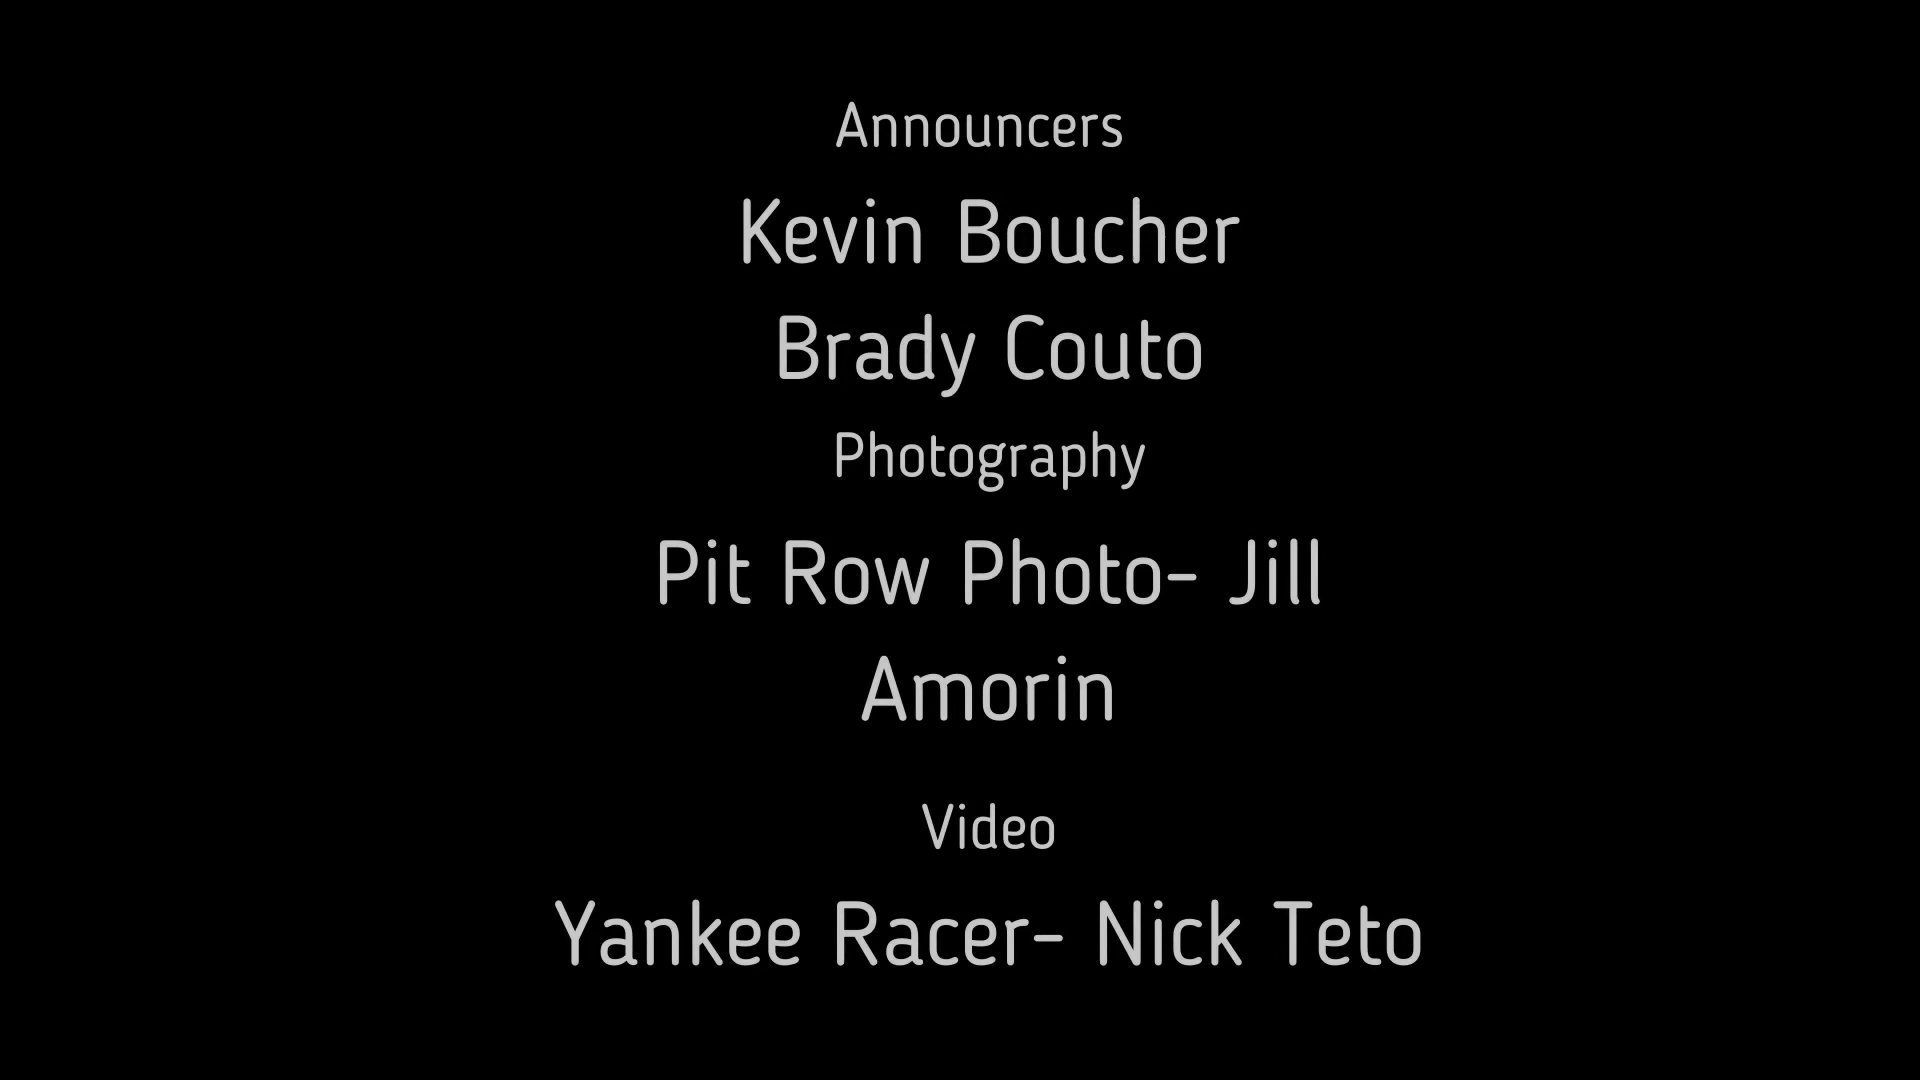 Announcers
Kevin Boucher
Brady Couto
Photography
Pit Row Photo- Jill
Amorin
Video
Yankee Racer- Nick Teto